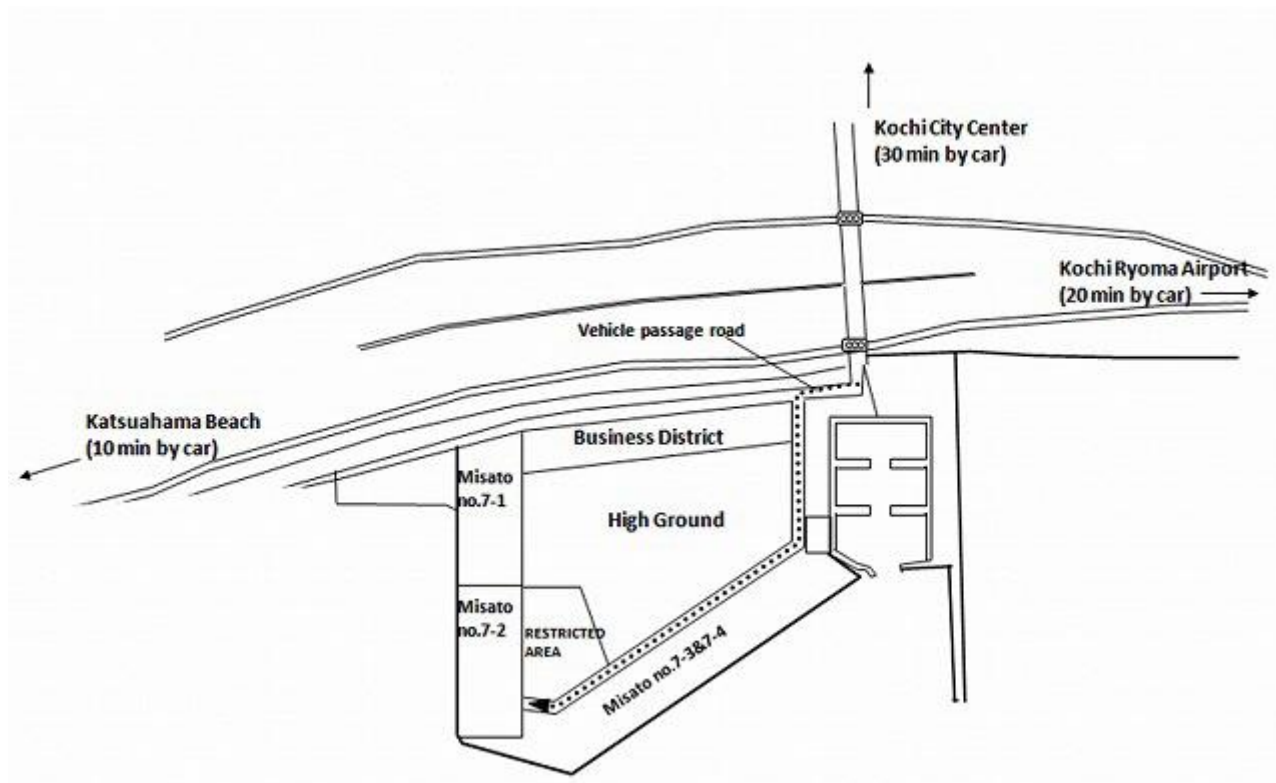 Kochi City Center
(30 min by car)
Kochi Ryoma Airport
(20 min by car)
Vehicle passage road
Katsuahama Beach
(10 min by car)
Business District
Misato
no.7-1
High Ground
Misato
no.7-2
RESTRICTED
AREA
Misato no.7-3&7-4